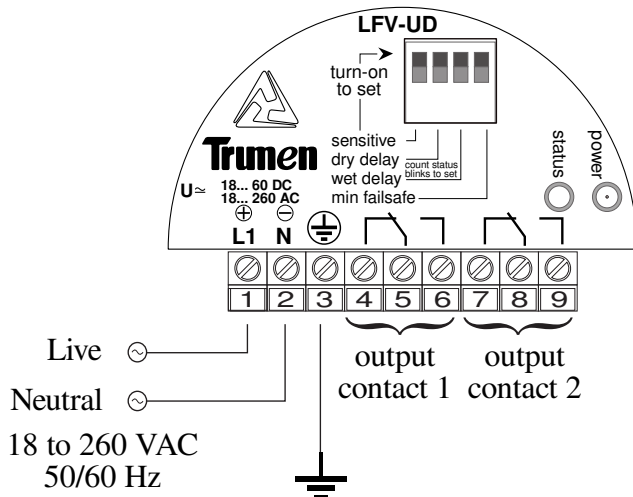 LFV-UD
turn-on
to set
sensitive
dry delay
wet delay
count status
blinks to set
min failsafe
status
power
Trumen
U≃ 18... 60 DC
18... 260 AC
⊕ ⊖
L1 N
1 2 3 4 5 6 7 8 9
Live
Neutral
18 to 260 VAC
50/60 Hz
output
contact 1
output
contact 2